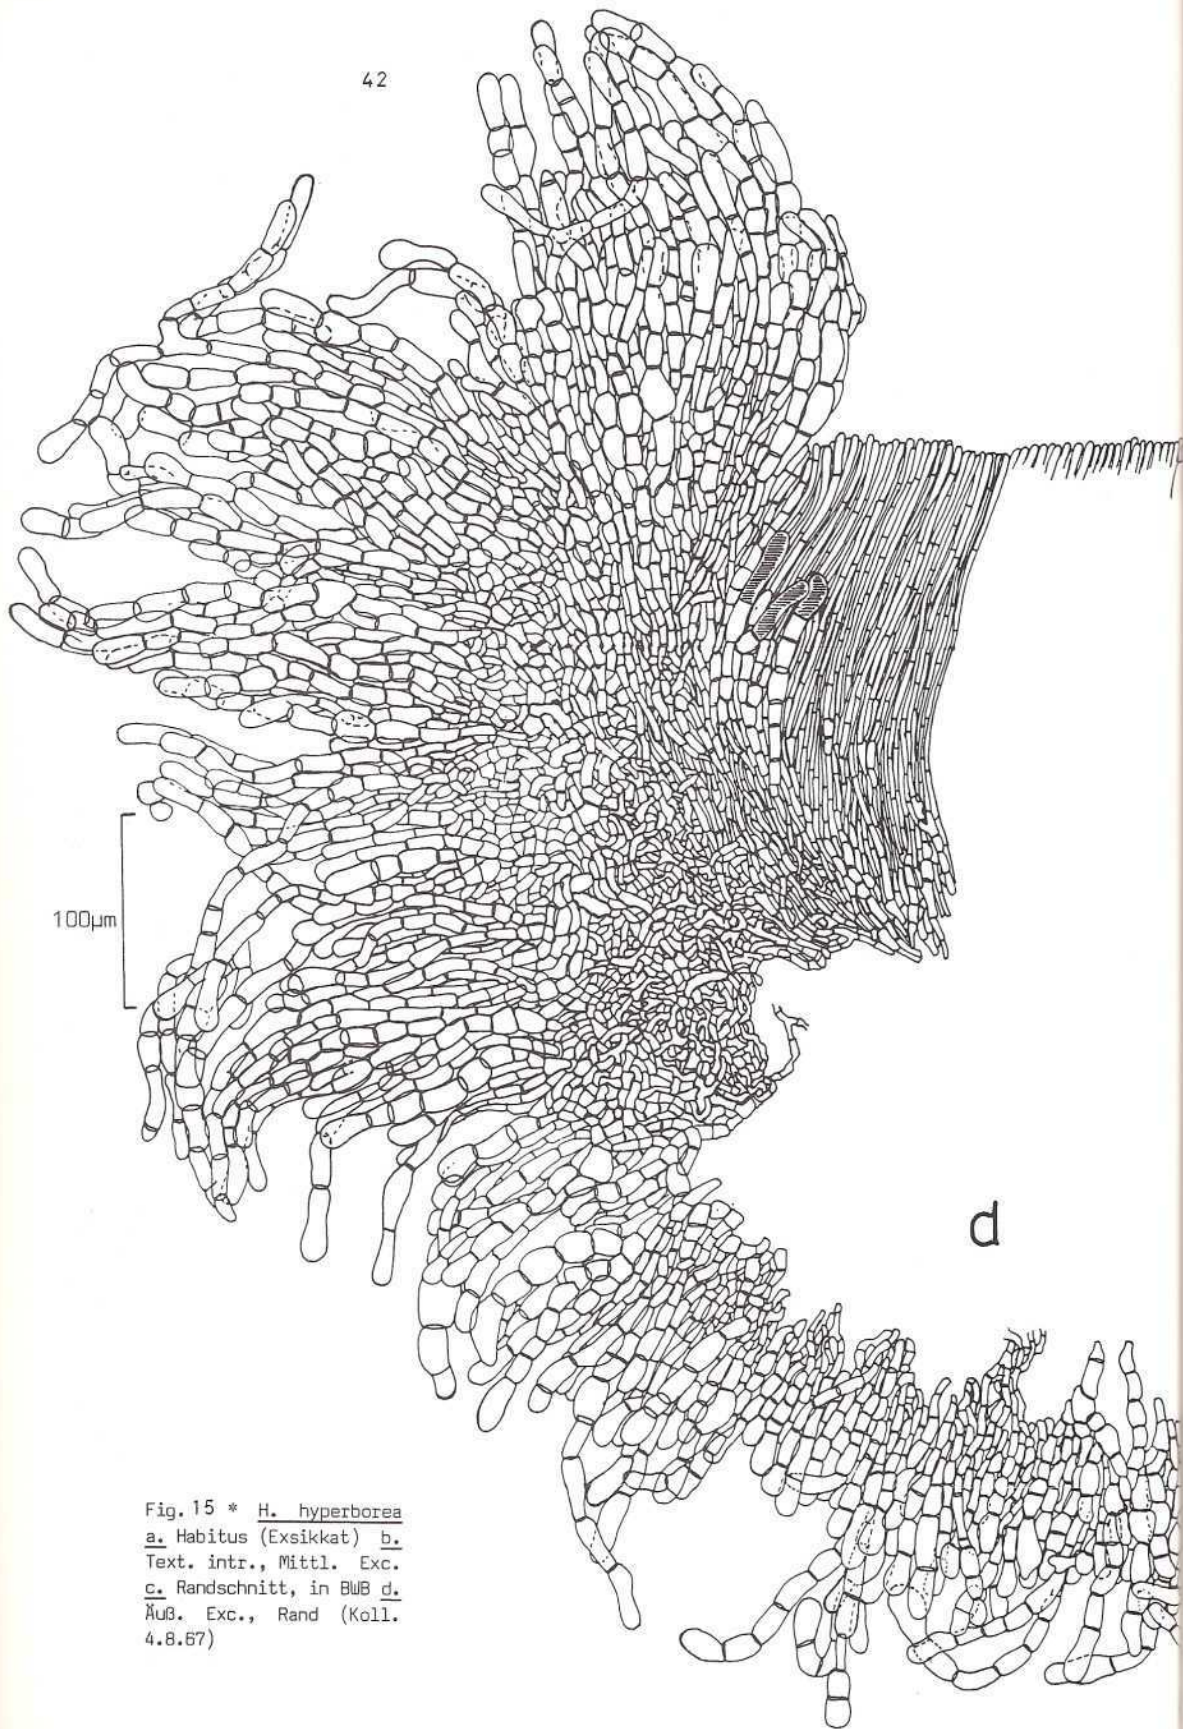 42
100µm
d
Fig. 15 * H. hyperborea
a. Habitus (Exsikkat) b.
Text. intr., Mittl. Exc.
c. Randschnitt, in BWB d.
Äuß. Exc., Rand (Koll.
4.8.67)